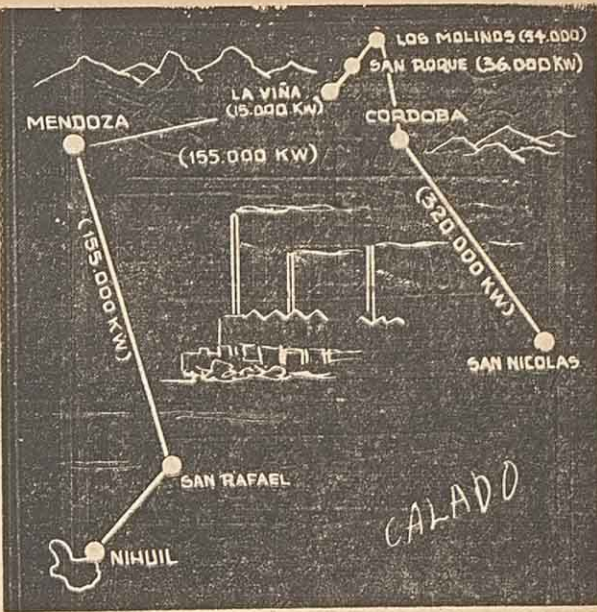 LOS MOLINOS (54.000)
SAN ROQUE (36.000 KW)
LA VIÑA
(15.000 KW)
MENDOZA
CORDOBA
(155.000 KW)
(155.000 KW)
(320.000 KW)
SAN NICOLAS
SAN RAFAEL
CALADO
NIHUIL